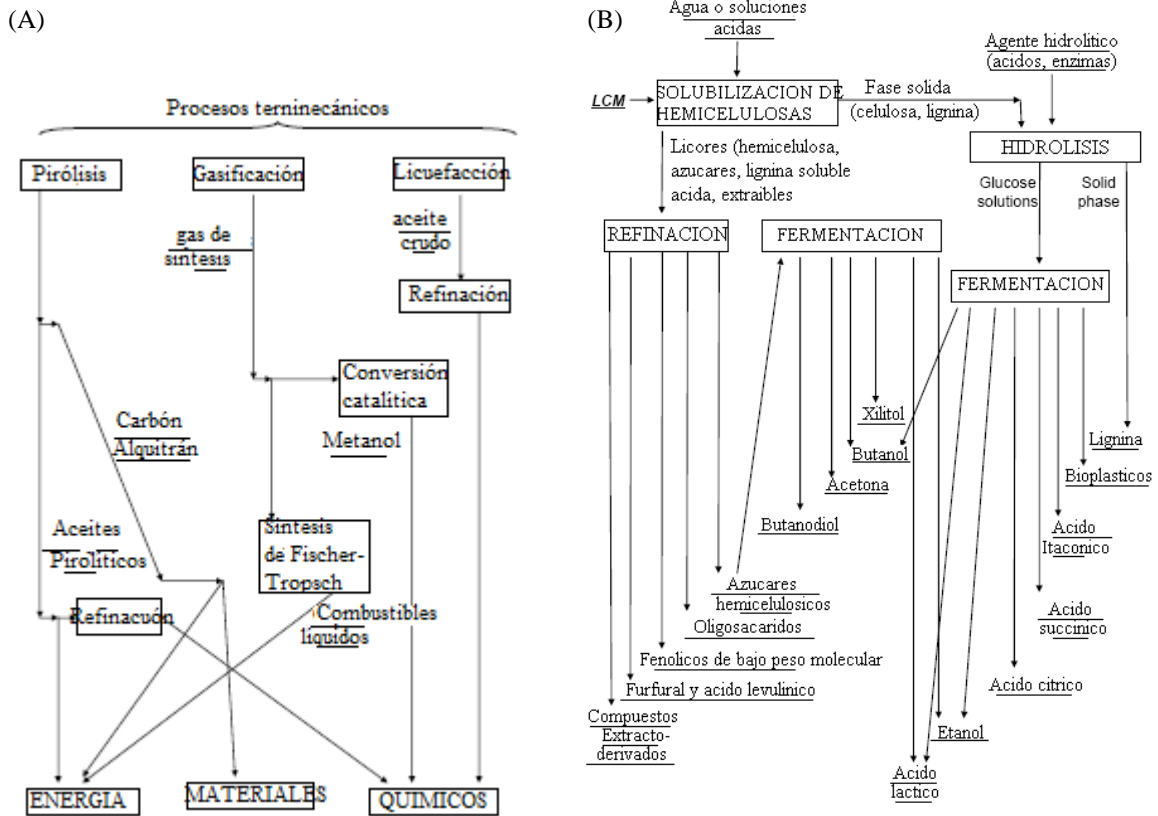 (A)
Procesos terninecánicos
Pirólisis
Gasificación
Licuefacción
gas de
síntesis
aceite
crudo
Refinación
Conversión
catalítica
Carbón
Alquitrán
Metanol
Aceites
Pirolíticos
Síntesis
de Fischer-
Tropsch
Refinacuón
Combustibles
líquidos
ENERGIA
MATERIALES
QUIMICOS
(B)
Agua o soluciones
acidas
Agente hidrolitico
(acidos, enzimas)
LCM
SOLUBILIZACION DE
HEMICELULOSAS
Fase solida
(celulosa, lignina)
HIDROLISIS
Licores (hemicelulosa,
azucares, lignina soluble
acida, extraibles
Glucose
solutions
Solid
phase
REFINACION
FERMENTACION
FERMENTACION
Xilitol
Lignina
Butanol
Bioplasticos
Acetona
Butanodiol
Acido
Itaconico
Azucares
hemicelulosicos
Acido
succinico
Oligosacaridos
Fenolicos de bajo peso molecular
Acido citrico
Furfural y acido levulinico
Compuestos
Extracto-
derivados
Etanol
Acido
lactico